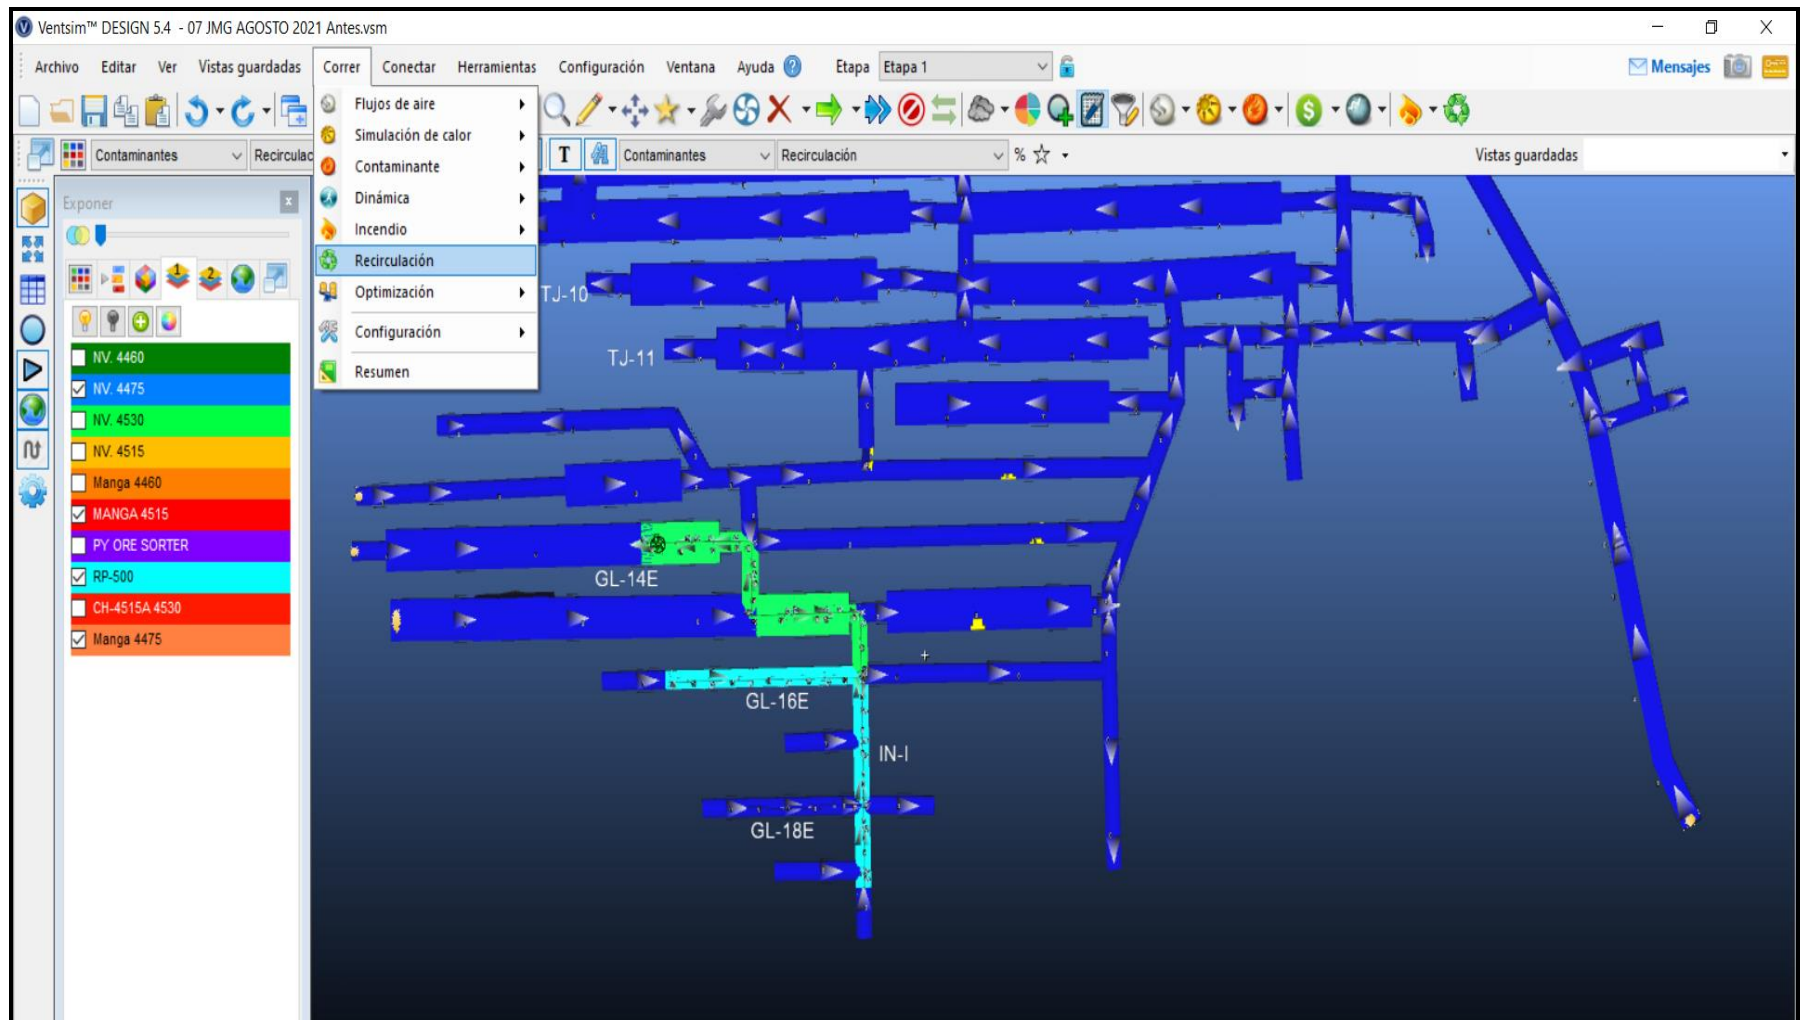 Ventsim™ DESIGN 5.4 - 07 JMG AGOSTO 2021 Antes.vsm
Archivo Editar Ver Vistas guardadas Correr Conectar Herramientas Configuración Ventana Ayuda Etapa Etapa 1 Mensajes
Flujos de aire
Simulación de calor
Contaminante
Dinámica
Incendio
Recirculación
Optimización
Configuración
Resumen
Contaminantes Recirculac T Contaminantes Recirculación % Vistas guardadas
Exponer
1 2
NV. 4460
NV. 4475
NV. 4530
NV. 4515
Manga 4460
MANGA 4515
PY ORE SORTER
RP-500
CH-4515A 4530
Manga 4475
TJ-10
TJ-11
GL-14E
GL-16E
IN-I
GL-18E